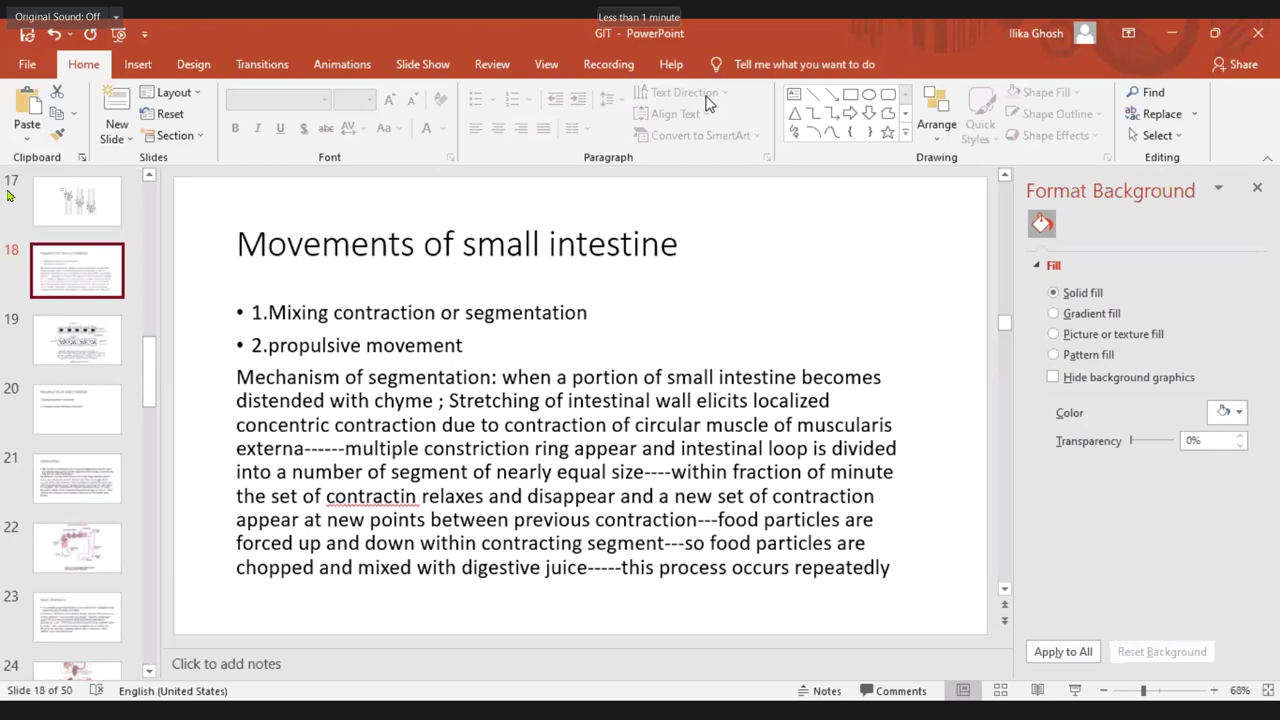 Original Sound: Off
Less than 1 minute
GIT - PowerPoint
Ilika Ghosh
File Home Insert Design Transitions Animations Slide Show Review View Recording Help Tell me what you want to do Share
Paste
New Slide
Layout
Reset
Section
B I U S abc AV Aa A
Text Direction
Align Text
Convert to SmartArt
Arrange
Quick Styles
Shape Fill
Shape Outline
Shape Effects
Find
Replace
Select
Clipboard Slides Font Paragraph Drawing Editing
17
18
19
20
21
22
23
24
Movements of small intestine
• 1.Mixing contraction or segmentation
• 2.propulsive movement
Mechanism of segmentation: when a portion of small intestine becomes
distended with chyme ; Stretching of intestinal wall elicits localized
concentric contraction due to contraction of circular muscle of muscularis
externa------multiple constriction ring appear and intestinal loop is divided
into a number of segment of nearly equal size----within fraction of minute
the set of contractin relaxes and disappear and a new set of contraction
appear at new points between previous contraction---food particles are
forced up and down within contracting segment---so food particles are
chopped and mixed with digestive juice-----this process occurs repeatedly
Click to add notes
Format Background
Fill
Solid fill
Gradient fill
Picture or texture fill
Pattern fill
Hide background graphics
Color
Transparency 0%
Apply to All Reset Background
Slide 18 of 50 English (United States) Notes Comments 68%